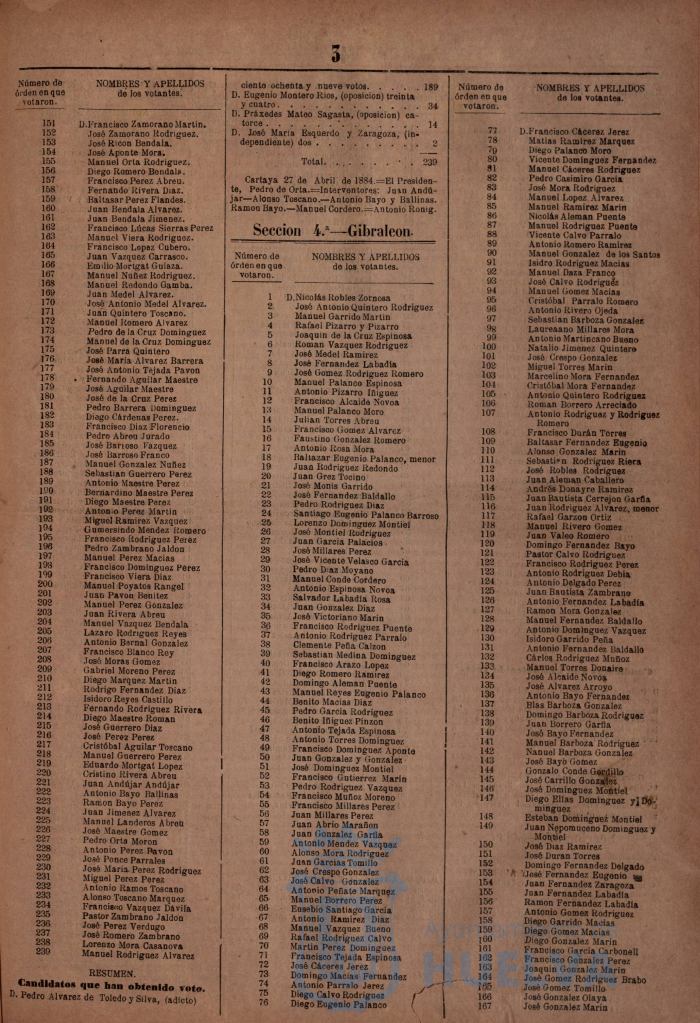 3
Número de NOMBRES Y APELLIDOS
órden en que de los votantes.
votaron.
151 D. Francisco Zamorano Martin.
152 José Zamorano Rodriguez.
153 José Ricon Bendala.
154 José Aponte Mora.
155 Manuel Orta Rodriguez.
156 Diego Romero Bendala.
157 Francisco Perez Abreu.
158 Fernando Rivera Diaz.
159 Baltasar Perez Flandes.
160 Juan Bendala Alvarez.
161 Juan Bendala Jimenez.
162 Francisco Lúcas Sierras Perez
163 Manuel Viera Rodriguez.
164 Francisco Lopez Cubero.
165 Juan Vazquez Carrasco.
166 Emilio Mortigat Guieza.
167 Manuel Nuñez Rodriguez.
168 Manuel Redondo Gamba.
169 Juan Medel Alvarez.
170 José Antonio Medel Alvarez.
171 Juan Quintero Toscano.
172 Manuel Romero Alvarez
173 Pedro de la Cruz Dominguez
174 Manuel de la Cruz Dominguez
175 José Parra Quintero
176 José Maria Alvarez Barrera
177 José Antonio Tejada Pavon
178 Fernando Aguilar Maestre
179 José Aguilar Maestre
180 José de la Cruz Perez
181 Pedro Barrera Dominguez
182 Diego Cárdenas Perez.
183 Francisco Diaz Florencio
184 Pedro Abreu Jurado
185 José Barroso Vazquez
186 José Barroso Franco
187 Manuel Gonzalez Nuñez
188 Sebastian Guerrero Perez
189 Antonio Maestre Perez
190 Bernardino Maestre Perez
191 Diego Maestre Perez
192 Antonio Perez Martin
193 Miguel Ramirez Vazquez
194 Gumersindo Mendez Romero
195 Francisco Rodriguez Perez
196 Pedro Zambrano Jaldon
197 Manuel Perez Macias
198 Francisco Dominguez Perez
199 Francisco Viera Diaz
200 Manuel Poyatos Rangel
201 Juan Pavon Benitez
202 Manuel Perez Gonzalez
203 Juan Rivera Abreu
204 Manuel Vazquez Bendala
205 Lázaro Rodriguez Reyes
206 Antonio Bernal Gonzalez
207 Francisco Blanco Rey
208 José Moras Gomez
209 Gabriel Moreno Perez
210 Diego Marquez Martin
211 Rodrigo Fernandez Diaz
212 Isidoro Reyes Castillo
213 Fernando Rodriguez Rivera
214 Diego Maestre Roman
215 José Guerrero Diaz
216 José Perez Perez
217 Cristóbal Aguilar Toscano
218 Manuel Guerrero Perez
219 Eduardo Mortigat Lopez
220 Cristino Rivera Abreu
221 Juan Andújar Andújar
222 Antonio Bayo Ballinas
223 Ramon Bayo Perez
224 Juan Jimenez Alvarez
225 Manuel Landeros Abreu
226 José Maestre Gomez
227 Pedro Orta Moron
228 Antonio Perez Pavon
229 José Ponce Parrales
230 José Maria Perez Rodriguez
231 Miguel Perez Perez
232 Antonio Ramos Toscano
233 Alonso Toscano Marquez
234 Francisco Vazquez Dávila
235 Pastor Zambrano Jaldon
236 José Perez Verdugo
237 José Romero Zambrano
238 Lorenzo Mora Casanova
239 Manuel Rodriguez Alvarez
RESUMEN.
Candidatos que han obtenido voto.
D. Pedro Alvarez de Toledo y Silva, (adicto)
ciento ochenta y nueve votos. . . . . 189
D. Eugenio Montero Rios, (oposicion) treinta
y cuatro . . . . . . . . . . 34
D. Práxedes Mateo Sagasta, (oposicion) ca-
torce . . . . . . . . . . . 14
D. José Maria Esquerdo y Zaragoza, (in-
dependiente) dos . . . . . . . . 2
Total. . . . . . . 239
Cartaya 27 de Abril de 1884.=El Presiden-
te, Pedro de Orta.=Interventores: Juan Andú-
jar—Alonso Toscano.—Antonio Bayo y Ballinas.
Ramon Bayo.—Manuel Cordero.=Antonio Ronig.
Seccion 4.ª—Gibraleon.
Número de NOMBRES Y APELLIDOS
órden en que de los votantes.
votaron.
1 D. Nicolás Robles Zornosa
2 José Antonio Quintero Rodriguez
3 Manuel Garrido Martin
4 Rafael Pizarro y Pizarro
5 Joaquin de la Cruz Espinosa
6 Roman Vazquez Rodriguez
7 José Medel Ramirez
8 José Fernandez Labadía
9 José Gomez Rodriguez Romero
10 Manuel Palanco Espinosa
11 Antonio Pizarro Iñiguez
12 Francisco Alcaide Novoa
13 Manuel Palanco Moro
14 Julian Torres Abreu
15 Francisco Gomez Alvarez
16 Faustino Gonzalez Romero
17 Antonio Rosa Mora
18 Baltazar Eugenio Palanco, menor
19 Juan Rodriguez Redondo
20 Juan Grez Tocino
21 José Monis Garrido
22 José Fernandez Baldallo
23 Pedro Rodriguez Diaz
24 Santiago Eugenio Palanco Barroso
25 Lorenzo Dominguez Montiel
26 José Montiel Rodriguez
27 Juan Garcia Palacios
28 José Millares Perez
29 José Vicente Velasco Garcia
30 Pedro Diaz Moyano
31 Manuel Conde Cordero
32 Antonio Espinosa Novoa
33 Salvador Labadía Rosa
34 Juan Gonzalez Diaz
35 José Victoriano Marin
36 Francisco Rodriguez Puente
37 Antonio Rodriguez Parralo
38 Clemente Peña Calzon
39 Sebastian Medina Dominguez
40 Francisco Arazo Lopez
41 Diego Romero Ramirez
42 Domingo Aleman Puente
43 Manuel Reyes Eugenio Palanco
44 Benito Macias Diaz
45 Pedro Garcia Rodriguez
46 Benito Iñiguez Pinzon
47 Antonio Tejada Espinosa
48 Antonio Torres Dominguez
49 Francisco Dominguez Aponte
50 Juan Gonzalez y Gonzalez
51 José Dominguez Montiel
52 Francisco Gutierrez Marin
53 Pedro Rodriguez Vazquez
54 Francisco Muñoz Moreno
55 Francisco Millares Perez
56 Juan Millares Perez
57 Juan Abrio Marañon
58 Juan Gonzalez Garfia
59 Antonio Mendez Vazquez
60 Alonso Mora Rodriguez
61 Juan Garcias Tomillo
62 José Crespo Gonzalez
63 José Calvo Gonzalez
64 Antonio Peñate Marquez
65 Manuel Borrero Perez
66 Eusebio Santiago Garcia
67 Antonio Ramirez Diaz
68 Manuel Vazquez Bueno
69 Rafael Rodriguez Calvo
70 Martin Perez Dominguez
71 Francisco Tejada Espinosa
72 José Cáceres Jerez
73 Domingo Macias Fernandez
74 Antonio Parralo Jerez
75 Diego Calvo Rodriguez
76 Diego Eugenio Palanco
Número de NOMBRES Y APELLIDOS
órden en que de los votantes.
votaron.
77 D. Francisco Cácerez Jerez
78 Matias Ramirez Marquez
79 Diego Palanco Moro
80 Vicente Dominguez Fernandez
81 Manuel Cáceres Rodriguez
82 Pedro Casimiro Garcia
83 José Mora Rodriguez
84 Manuel Lopez Alvarez
85 Manuel Ramirez Marin
86 Nicolás Aleman Puente
87 Manuel Rodriguez Puente
88 Vicente Calvo Parralo
89 Antonio Romero Ramirez
90 Manuel Gonzalez de los Santos
91 Isidro Rodriguez Macias
92 Manuel Daza Franco
93 José Calvo Rodriguez
94 Manuel Gomez Macias
95 Cristóbal Parralo Romero
96 Antonio Rivero Ojeda
97 Sebastian Barboza Gonzalez
98 Laureaano Millares Mora
99 Antonio Martincano Bueno
100 Natalio Jimenez Quintero
101 José Crespo Gonzalez
102 Miguel Torres Marin
103 Marcelino Mora Fernandez
104 Cristóbal Mora Fernandez
105 Antonio Quintero Rodriguez
106 Roman Borrero Arreciado
107 Antonio Rodriguez y Rodriguez
Romero
108 Francisco Durán Torres
109 Baltasar Fernandez Eugenio
110 Alonso Gonzalez Marin
111 Sebastian Rodriguez Riera
112 José Robles Rodriguez
113 Juan Aleman Caballero
114 Andrés Donayre Ramirez
115 Juan Bautista Cerrejon Garfia
116 Juan Rodriguez Alvarez, menor
117 Rafael Garzon Ortiz
118 Manuel Rivero Gomez
119 Juan Valeo Romero
120 Domingo Fernandez Bayo
121 Pastor Calvo Rodriguez
122 Francisco Rodriguez Perez
123 Antonio Rodriguez Debia
124 Antonio Delgado Perez
125 Juan Bautista Zambrano
126 Antonio Fernandez Labadía
127 Ramon Mora Gonzalez
128 Manuel Fernandez Baldallo
129 Antonio Dominguez Vazquez
130 Isidoro Garrido Peña
131 Antonio Fernandez Baldallo
132 Cárlos Rodriguez Muñoz
133 Manuel Torres Donaire
134 José Alcaide Novoa
135 José Alvarez Arroyo
136 Antonio Bayo Fernandez
137 Blas Barboza Gonzalez
138 Domingo Barboza Rodriguez
139 Juan Borrero Garfia
140 José Bayo Fernandez
141 Manuel Barboza Rodriguez
142 Manuel Barboza Gonzalez
143 José Bayo Gomez
144 Gonzalo Conde Gordillo
145 José Carrillo Gonzalez
146 José Dominguez Montiel
147 Diego Elias Dominguez y Do-
minguez
148 Esteban Dominguez Montiel
149 Juan Nepomuceno Dominguez y
Montiel
150 José Diaz Ramirez
151 José Duran Torres
152 Domingo Fernandez Delgado
153 José Fernandez Eugenio
154 Juan Fernandez Zaragoza
155 Juan Fernandez Labadía
156 Ramon Fernandez Labadía
157 Antonio Gomez Rodriguez
158 Diego Garrido Macias
159 Diego Gomez Macias
160 Diego Gonzalez Marin
161 Francisco Garcia Carbonell
162 Francisco Gonzalez Perez
163 Joaquin Gonzalez Marin
164 José Gomez Rodriguez Brabo
165 José Gomez Tomillo
166 José Gonzalez Olaya
167 José Gonzalez Marin